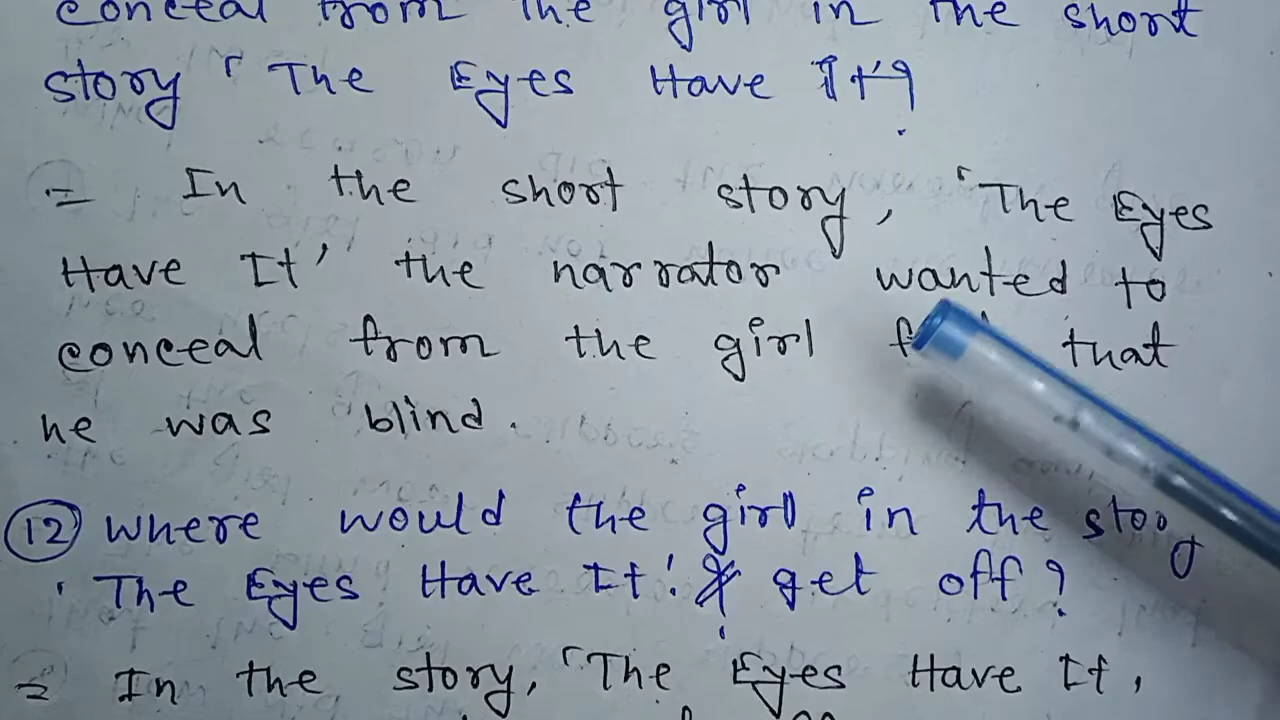 conceal from the girl in the short
story 'The Eyes Have It'?
= In the short story, 'The Eyes
Have It' the narrator wanted to
conceal from the girl that
he was blind.
(12) Where would the girl in the story
'The Eyes Have It' get off?
= In the story, 'The Eyes Have It,